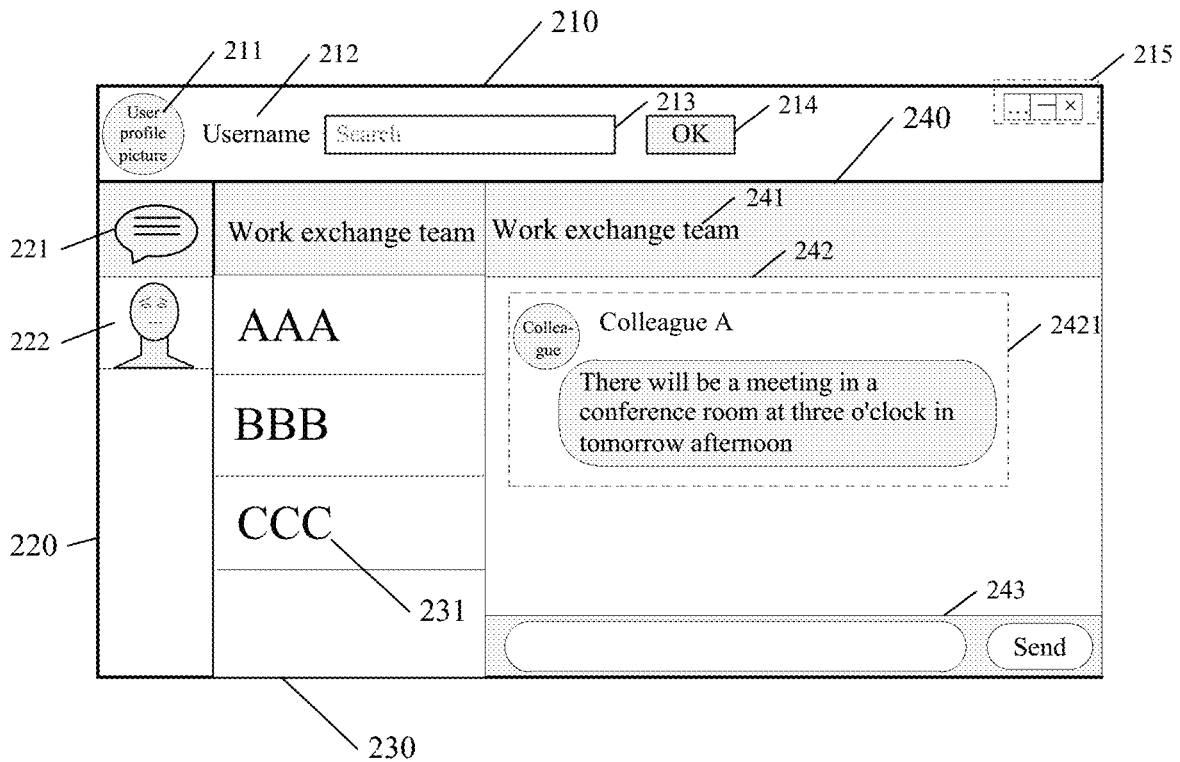 210
211
212
215
User
profile
picture
Username
Search
213
OK
214
... — ×
240
221
Work exchange team
Work exchange team
241
242
222
AAA
Collea-
gue
Colleague A
2421
There will be a meeting in a
conference room at three o'clock in
tomorrow afternoon
BBB
220
CCC
231
243
Send
230